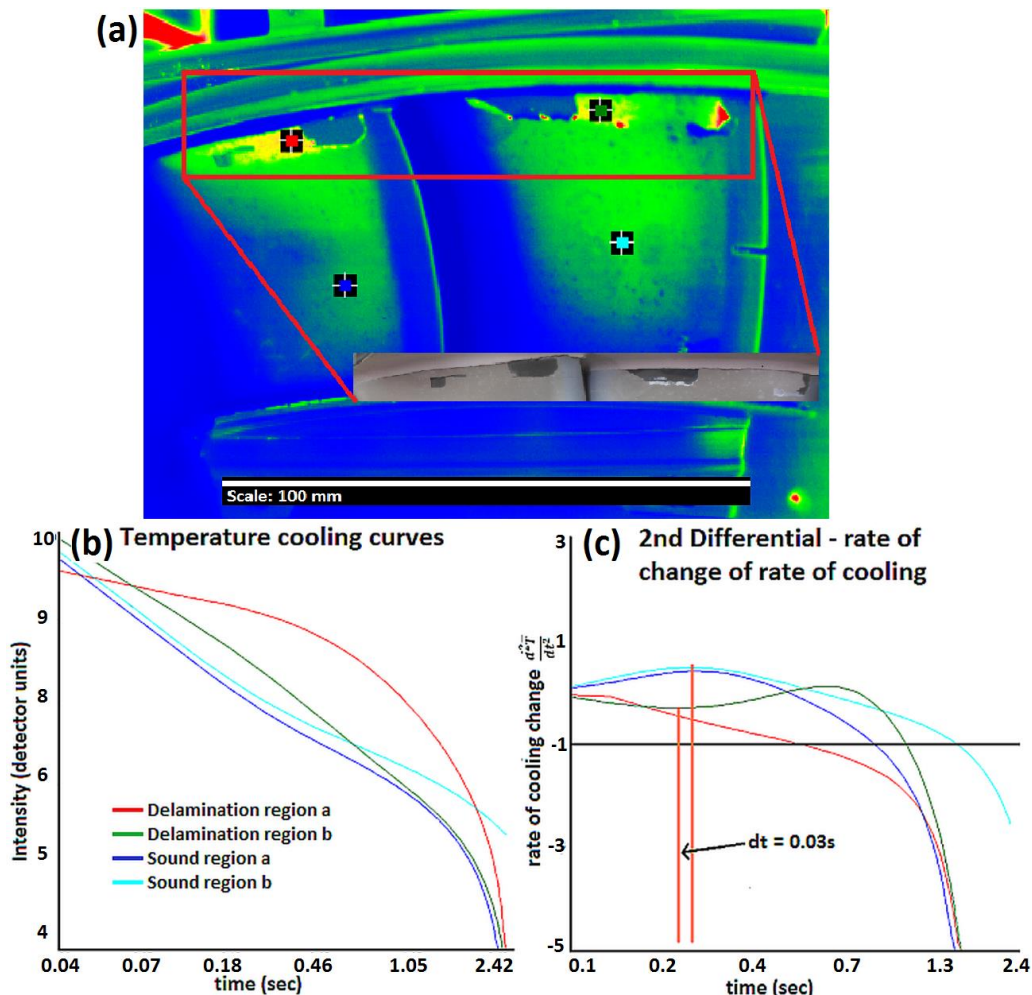 (a)
Scale: 100 mm
(b) Temperature cooling curves
10
9
8
6
5
4
Intensity (detector units)
Delamination region a
Delamination region b
Sound region a
Sound region b
0.04 0.07 0.18 0.46 1.05 2.42
time (sec)
(c) 2nd Differential - rate of
change of rate of cooling
3
1
-1
-3
-5
rate of cooling change
dt = 0.03s
0.1 0.2 0.4 0.7 1.3 2.4
time (sec)